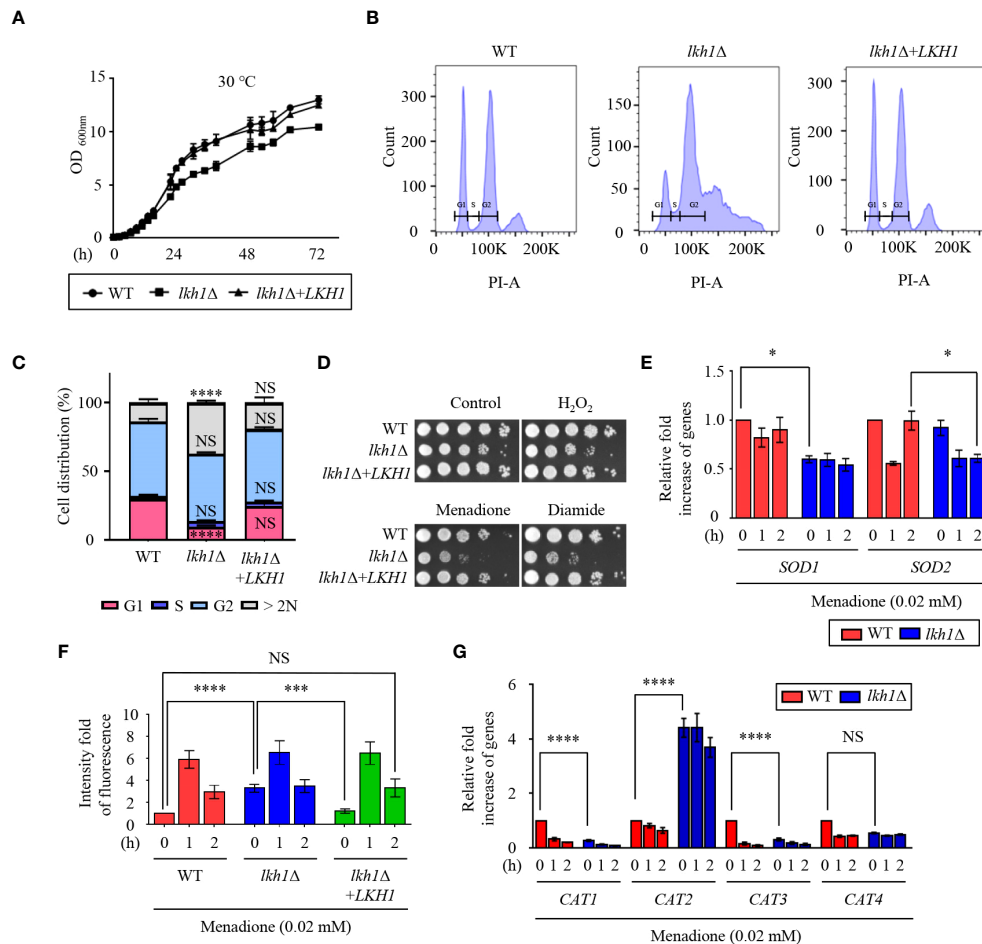 A
30 °C
15
10
5
0
OD 600nm
(h) 0 24 48 72
WT lkh1Δ lkh1Δ+LKH1
B
WT
300
200
100
0
Count
G1 S G2
0 100K 200K
PI-A
lkh1Δ
150
100
50
0
Count
G1 S G2
0 100K 200K
PI-A
lkh1Δ+LKH1
300
200
100
0
Count
G1 S G2
0 100K 200K
PI-A
C
Cell distribution (%)
100
50
0
****
NS
NS
****
NS
NS
NS
NS
WT lkh1Δ lkh1Δ
+LKH1
G1 S G2 > 2N
D
Control H2O2
WT
lkh1Δ
lkh1Δ+LKH1
Menadione Diamide
WT
lkh1Δ
lkh1Δ+LKH1
E
Relative fold
increase of genes
1.5
1.0
0.5
0
* *
(h) 0 1 2 0 1 2 0 1 2 0 1 2
SOD1 SOD2
Menadione (0.02 mM)
WT lkh1Δ
F
NS
**** ***
Intensity fold
of fluorescence
10
8
6
4
2
0
(h) 0 1 2 0 1 2 0 1 2
WT lkh1Δ lkh1Δ
+LKH1
Menadione (0.02 mM)
G
Relative fold
increase of genes
6
4
2
0
WT lkh1Δ
**** **** **** NS
(h) 0 1 2 0 1 2 0 1 2 0 1 2 0 1 2 0 1 2 0 1 2 0 1 2
CAT1 CAT2 CAT3 CAT4
Menadione (0.02 mM)